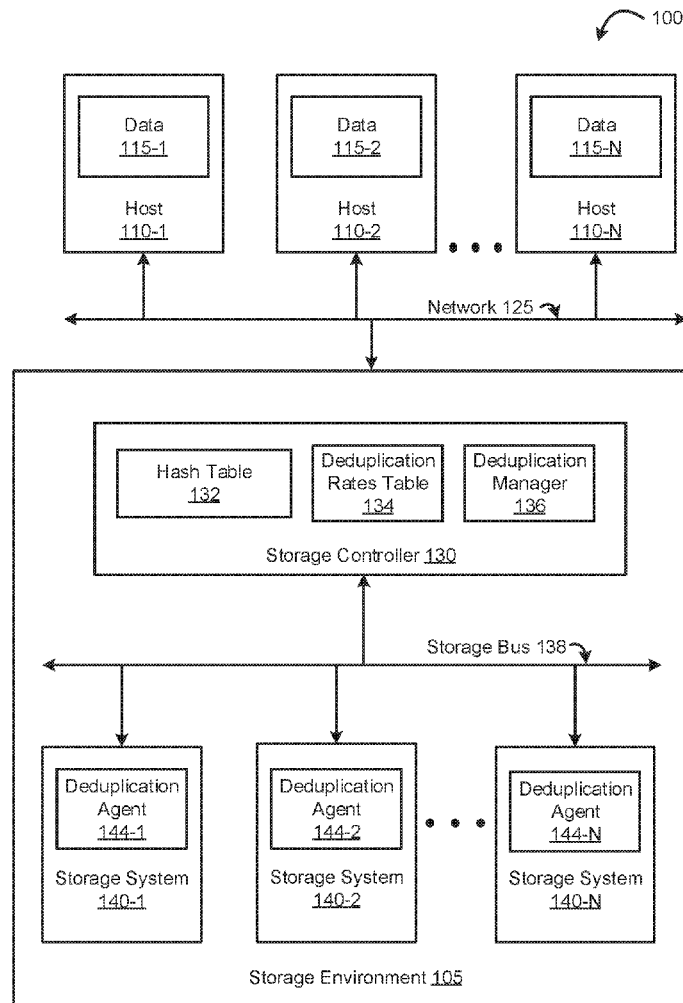 100
Data
115-1
Host
110-1
Data
115-2
Host
110-2
Data
115-N
Host
110-N
Network 125
Hash Table
132
Deduplication
Rates Table
134
Deduplication
Manager
136
Storage Controller 130
Storage Bus 138
Deduplication
Agent
144-1
Storage System
140-1
Deduplication
Agent
144-2
Storage System
140-2
Deduplication
Agent
144-N
Storage System
140-N
Storage Environment 105